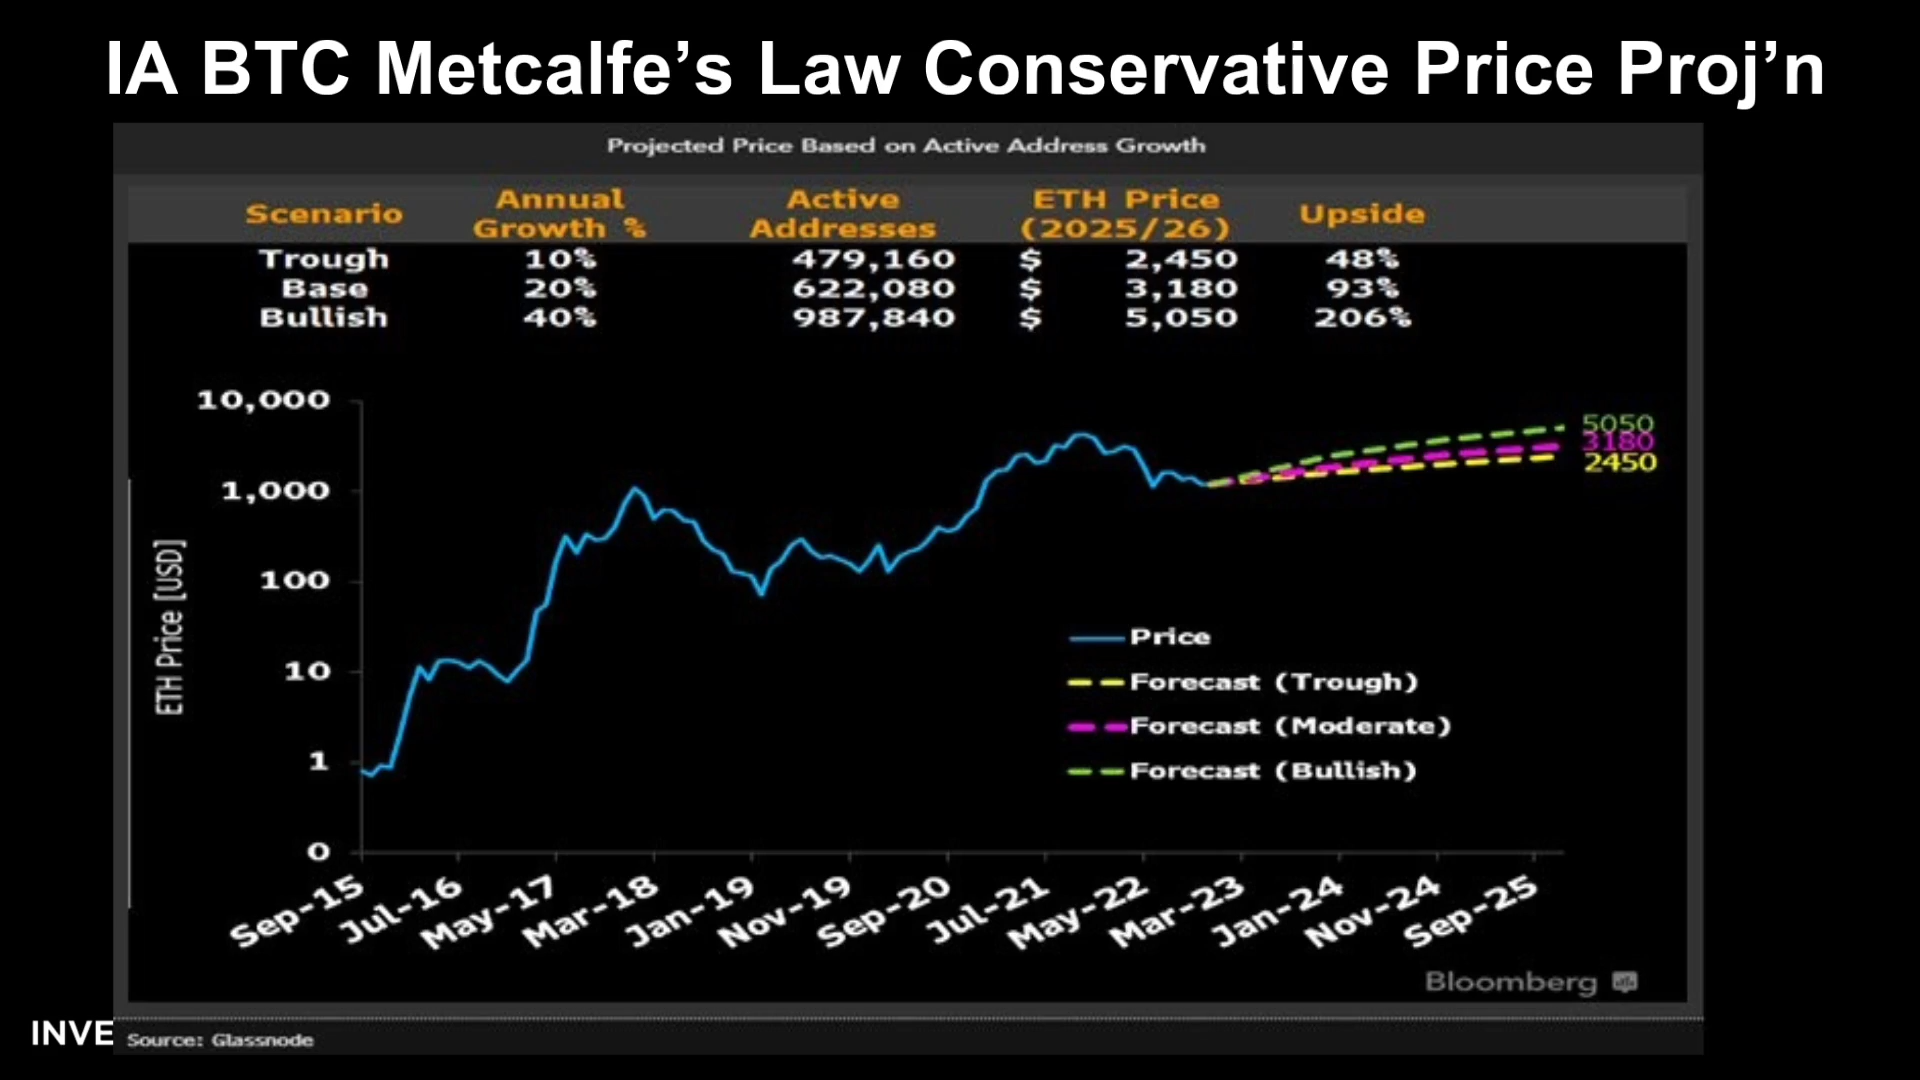 IA BTC Metcalfe’s Law Conservative Price Proj’n
Projected Price Based on Active Address Growth
Scenario Annual Growth % Active Addresses ETH Price (2025/26) Upside
Trough 10% 479,160 $ 2,450 48%
Base 20% 622,080 $ 3,180 93%
Bullish 40% 987,840 $ 5,050 206%
10,000
1,000
100
10
1
0
ETH Price [USD]
5050
3180
2450
Price
Forecast (Trough)
Forecast (Moderate)
Forecast (Bullish)
Sep-15 Jul-16 May-17 Mar-18 Jan-19 Nov-19 Sep-20 Jul-21 May-22 Mar-23 Jan-24 Nov-24 Sep-25
Bloomberg
INVE
Source: Glassnode